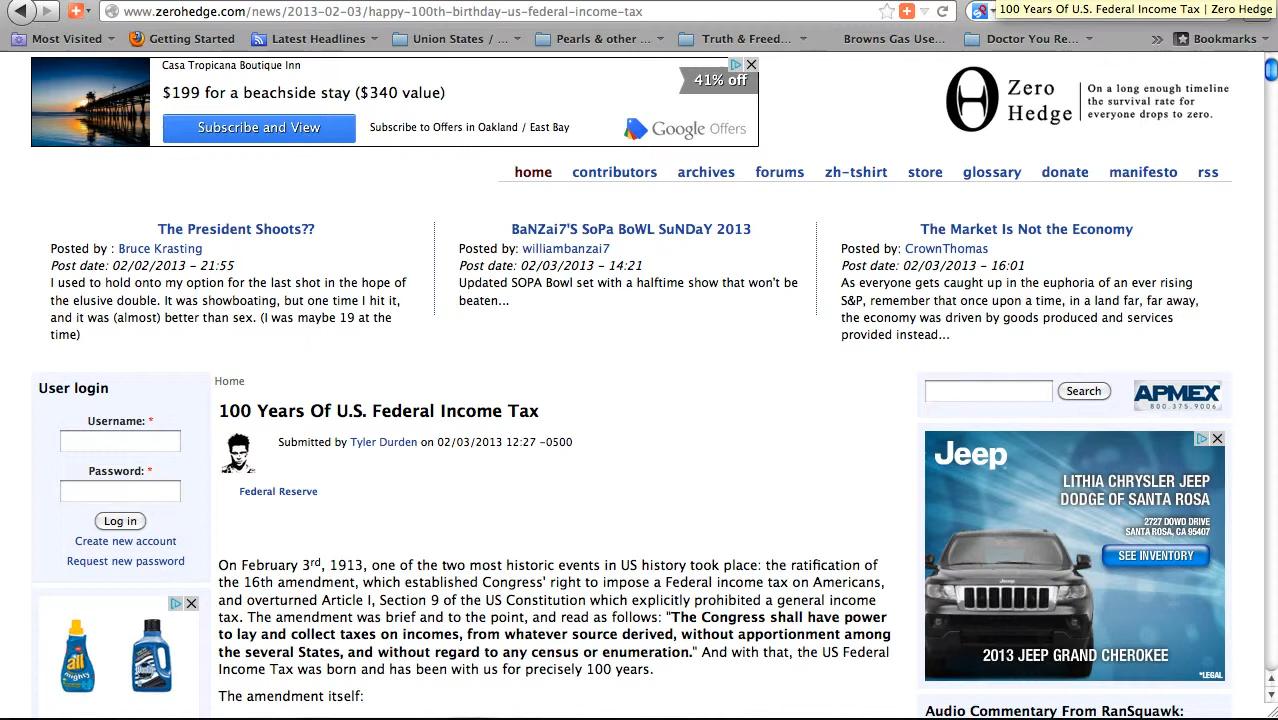 www.zerohedge.com/news/2013-02-03/happy-100th-birthday-us-federal-income-tax
100 Years Of U.S. Federal Income Tax | Zero Hedge
Most Visited
Getting Started
Latest Headlines
Union States / ...
Pearls & other ...
Truth & Freed...
Browns Gas Use...
Doctor You Re...
Bookmarks
Casa Tropicana Boutique Inn
$199 for a beachside stay ($340 value)
41% off
Subscribe and View
Subscribe to Offers in Oakland / East Bay
Google Offers
Zero
Hedge
On a long enough timeline
the survival rate for
everyone drops to zero.
home contributors archives forums zh-tshirt store glossary donate manifesto rss
The President Shoots??
Posted by : Bruce Krasting
Post date: 02/02/2013 - 21:55
I used to hold onto my option for the last shot in the hope of
the elusive double. It was showboating, but one time I hit it,
and it was (almost) better than sex. (I was maybe 19 at the
time)
BaNZai7'S SoPa BoWL SuNDaY 2013
Posted by: williambanzai7
Post date: 02/03/2013 - 14:21
Updated SOPA Bowl set with a halftime show that won't be
beaten...
The Market Is Not the Economy
Posted by: CrownThomas
Post date: 02/03/2013 - 16:01
As everyone gets caught up in the euphoria of an ever rising
S&P, remember that once upon a time, in a land far, far away,
the economy was driven by goods produced and services
provided instead...
User login
Username: *
Password: *
Log in
Create new account
Request new password
all
mighty
Home
100 Years Of U.S. Federal Income Tax
Submitted by Tyler Durden on 02/03/2013 12:27 -0500
Federal Reserve
On February 3rd, 1913, one of the two most historic events in US history took place: the ratification of
the 16th amendment, which established Congress' right to impose a Federal income tax on Americans,
and overturned Article I, Section 9 of the US Constitution which explicitly prohibited a general income
tax. The amendment was brief and to the point, and read as follows: "The Congress shall have power
to lay and collect taxes on incomes, from whatever source derived, without apportionment among
the several States, and without regard to any census or enumeration." And with that, the US Federal
Income Tax was born and has been with us for precisely 100 years.
The amendment itself:
Search
APMEX
800.375.9006
Jeep
LITHIA CHRYSLER JEEP
DODGE OF SANTA ROSA
2727 DOWD DRIVE
SANTA ROSA, CA 95407
SEE INVENTORY
Jeep
2013 JEEP GRAND CHEROKEE
*LEGAL
Audio Commentary From RanSquawk: